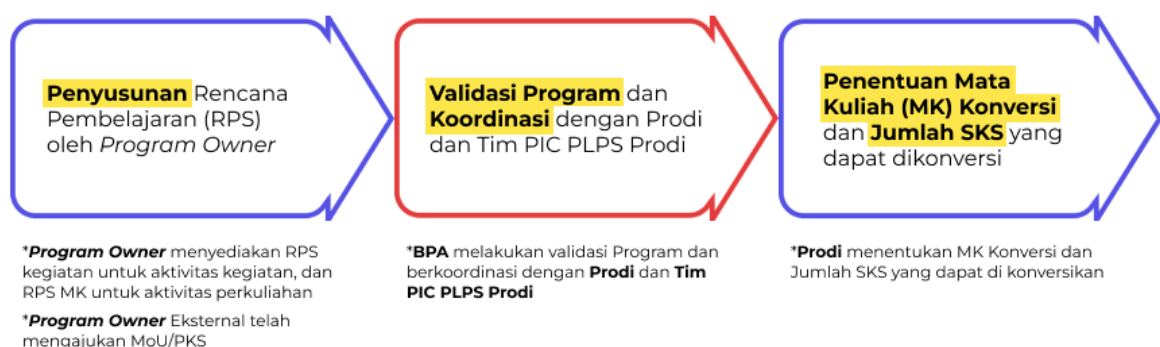 Penyusunan Rencana
Pembelajaran (RPS)
oleh Program Owner
Validasi Program dan
Koordinasi dengan Prodi
dan Tim PIC PLPS Prodi
Penentuan Mata
Kuliah (MK) Konversi
dan Jumlah SKS yang
dapat dikonversi
*Program Owner menyediakan RPS
kegiatan untuk aktivitas kegiatan, dan
RPS MK untuk aktivitas perkuliahan
*Program Owner Eksternal telah
mengajukan MoU/PKS
*BPA melakukan validasi Program dan
berkoordinasi dengan Prodi dan Tim
PIC PLPS Prodi
*Prodi menentukan MK Konversi dan
Jumlah SKS yang dapat di konversikan